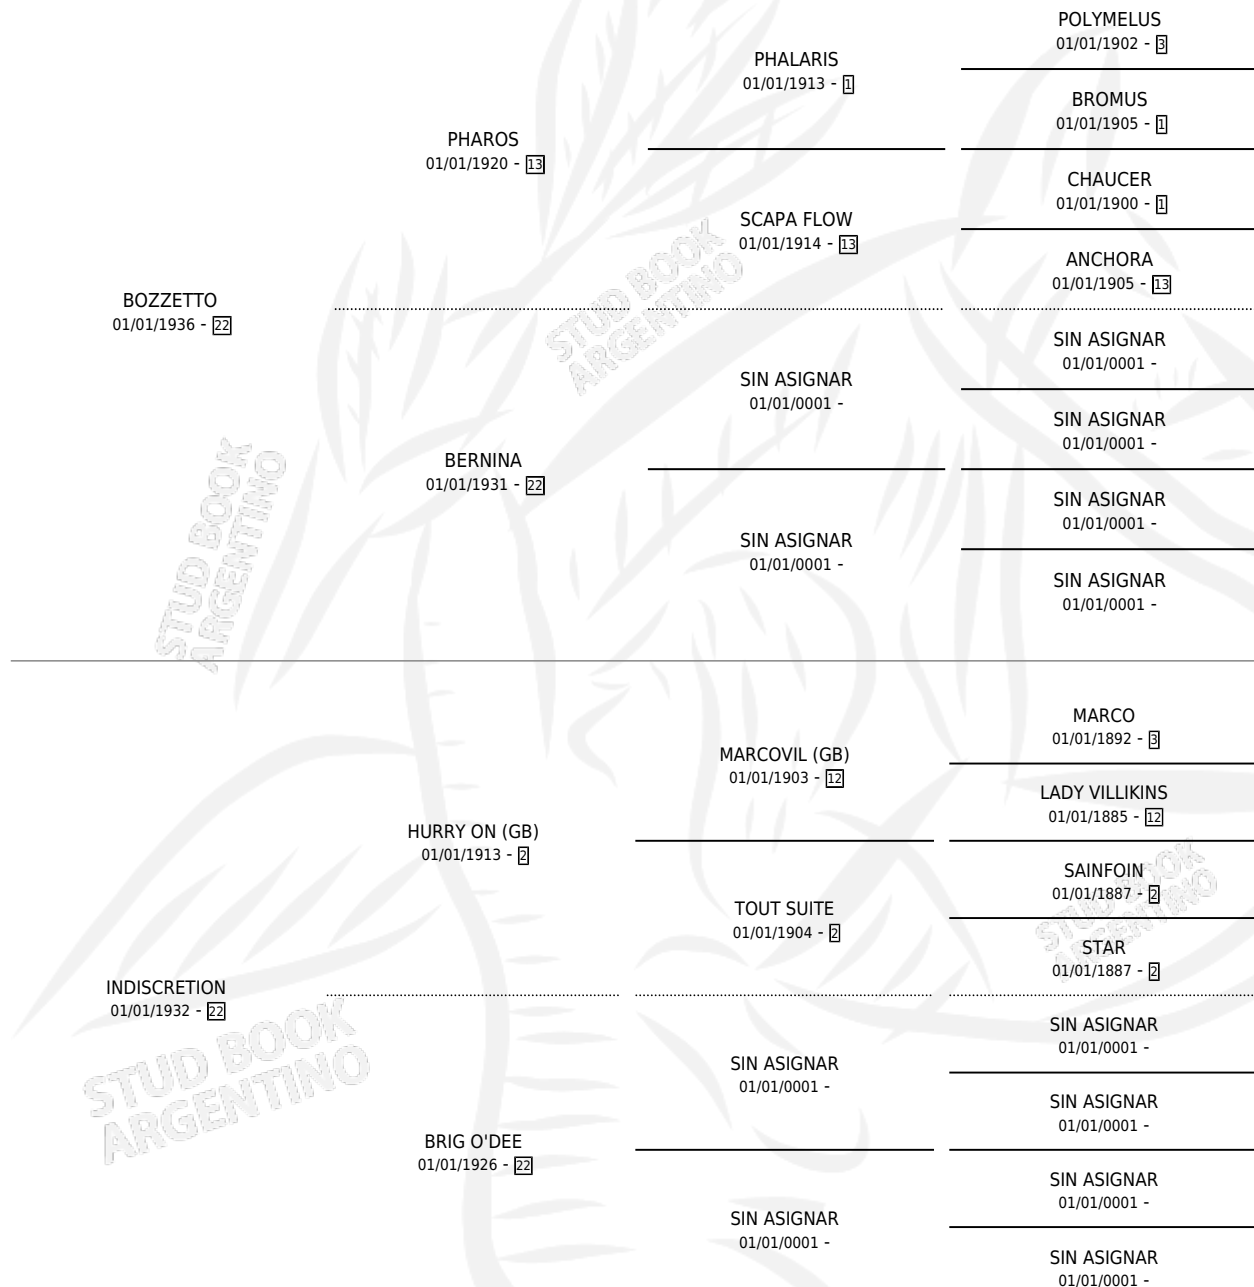 POLYMELUS
01/01/1902 - 3
PHALARIS
01/01/1913 - 1
BROMUS
01/01/1905 - 1
PHAROS
01/01/1920 - 13
CHAUCER
01/01/1900 - 1
SCAPA FLOW
01/01/1914 - 13
ANCHORA
01/01/1905 - 13
BOZZETTO
01/01/1936 - 22
SIN ASIGNAR
01/01/0001 -
SIN ASIGNAR
01/01/0001 -
SIN ASIGNAR
01/01/0001 -
BERNINA
01/01/1931 - 22
SIN ASIGNAR
01/01/0001 -
SIN ASIGNAR
01/01/0001 -
SIN ASIGNAR
01/01/0001 -
STUD BOOK
ARGENTINO
STUD BOOK
ARGENTINO
MARCO
01/01/1892 - 3
MARCOVIL (GB)
01/01/1903 - 12
LADY VILLIKINS
01/01/1885 - 12
HURRY ON (GB)
01/01/1913 - 2
SAINFOIN
01/01/1887 - 2
TOUT SUITE
01/01/1904 - 2
STAR
01/01/1887 - 2
INDISCRETION
01/01/1932 - 22
SIN ASIGNAR
01/01/0001 -
SIN ASIGNAR
01/01/0001 -
SIN ASIGNAR
01/01/0001 -
BRIG O'DEE
01/01/1926 - 22
SIN ASIGNAR
01/01/0001 -
SIN ASIGNAR
01/01/0001 -
SIN ASIGNAR
01/01/0001 -
STUD BOOK
ARGENTINO
STUD BOOK
ARGENTINO